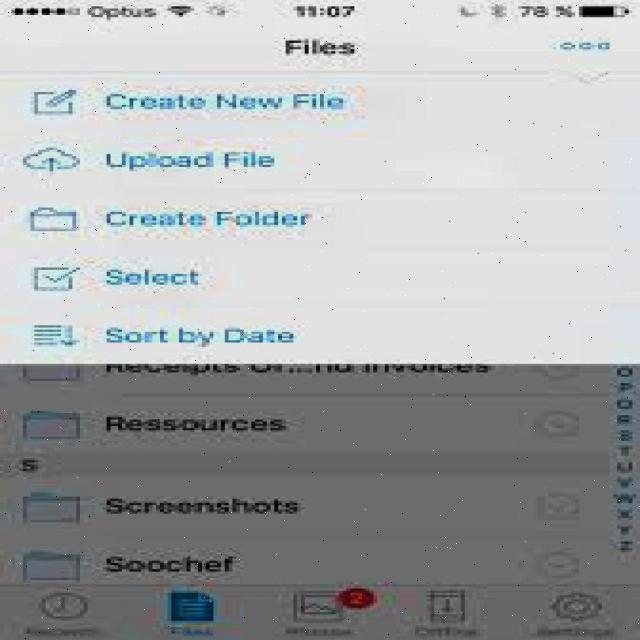 Optus 11:07 78 %
Files
Create New File
Upload File
Create Folder
Select
Sort by Date
Receipts Or...nd Invoices
Ressources
S
Screenshots
Soochef
2
Recents Files Photos Offline Settings